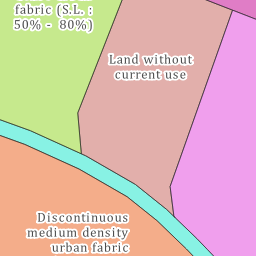 fabric (S.L. :
50% - 80%)
Land without
current use
Discontinuous
medium density
urban fabric